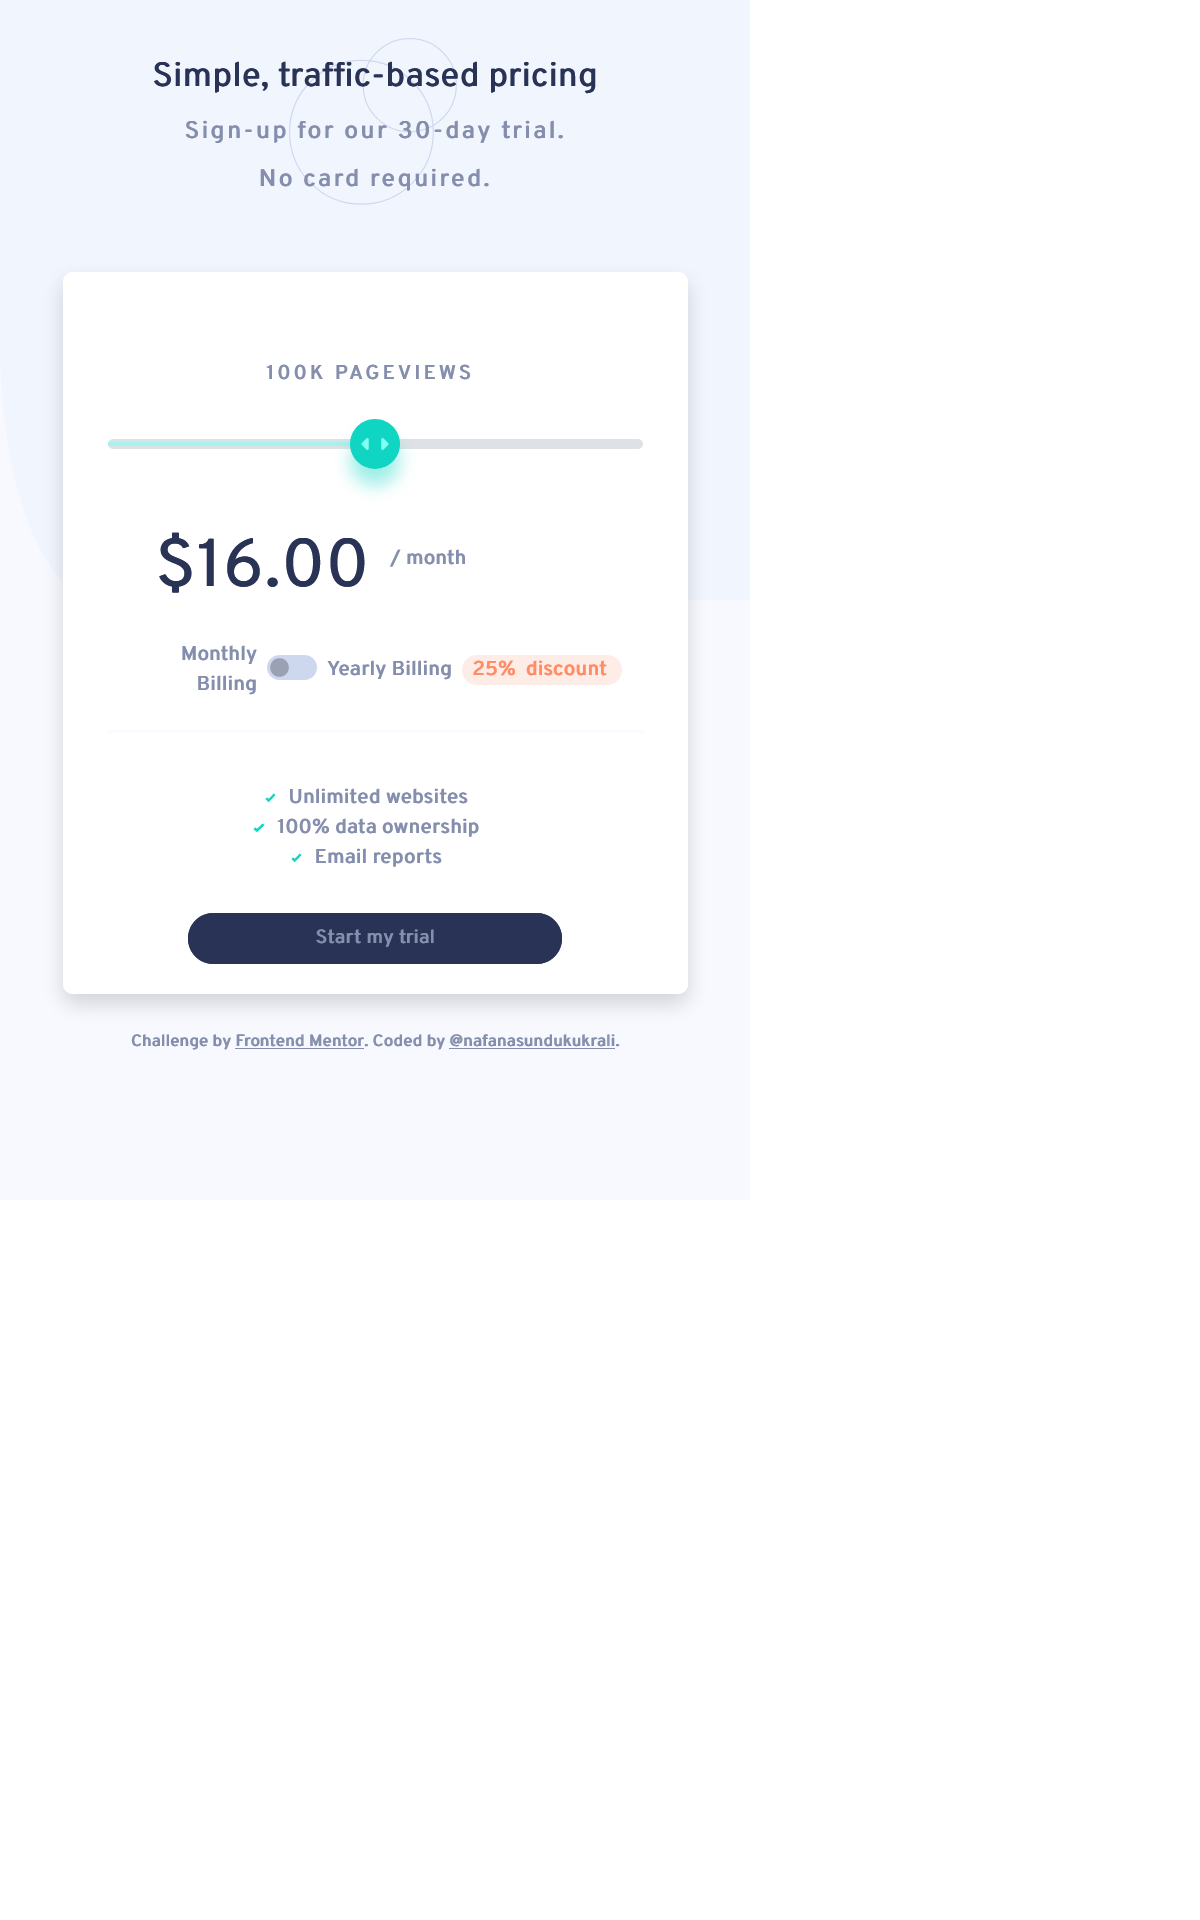 Simple, traffic-based pricing
Sign-up for our 30-day trial.
No card required.
100K PAGEVIEWS
$16.00 / month
Monthly
Billing
Yearly Billing
25% discount
Unlimited websites
100% data ownership
Email reports
Start my trial
Challenge by Frontend Mentor. Coded by @nafanasundukukrali.